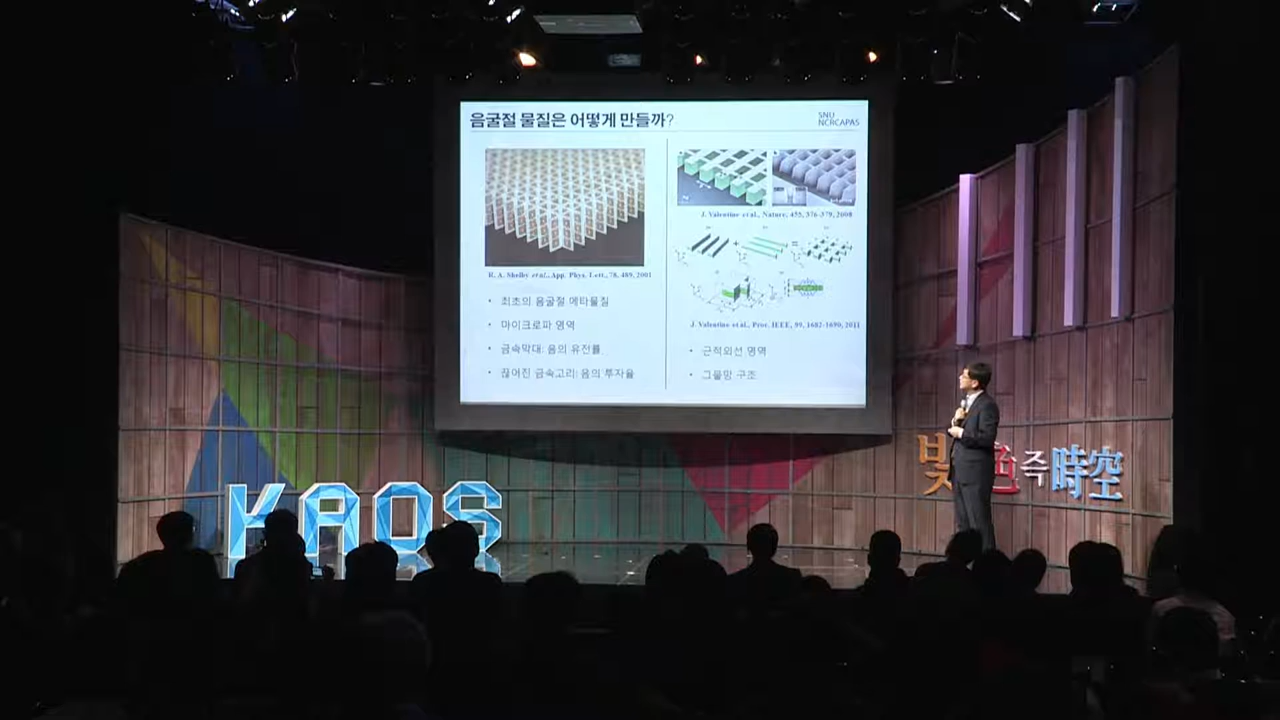 음굴절 물질은 어떻게 만들까?
SNU
NCRCAPAS
R. A. Shelby et al., App. Phys. Lett., 78, 489, 2001
• 최초의 음굴절 메타물질
• 마이크로파 영역
• 금속막대: 음의 유전률
• 끊어진 금속고리: 음의 투자율
J. Valentine et al., Nature, 455, 376-379, 2008
J. Valentine et al., Proc. IEEE, 99, 1682-1690, 2011
• 근적외선 영역
• 그물망 구조
빛 色 즉 時空
KAOS